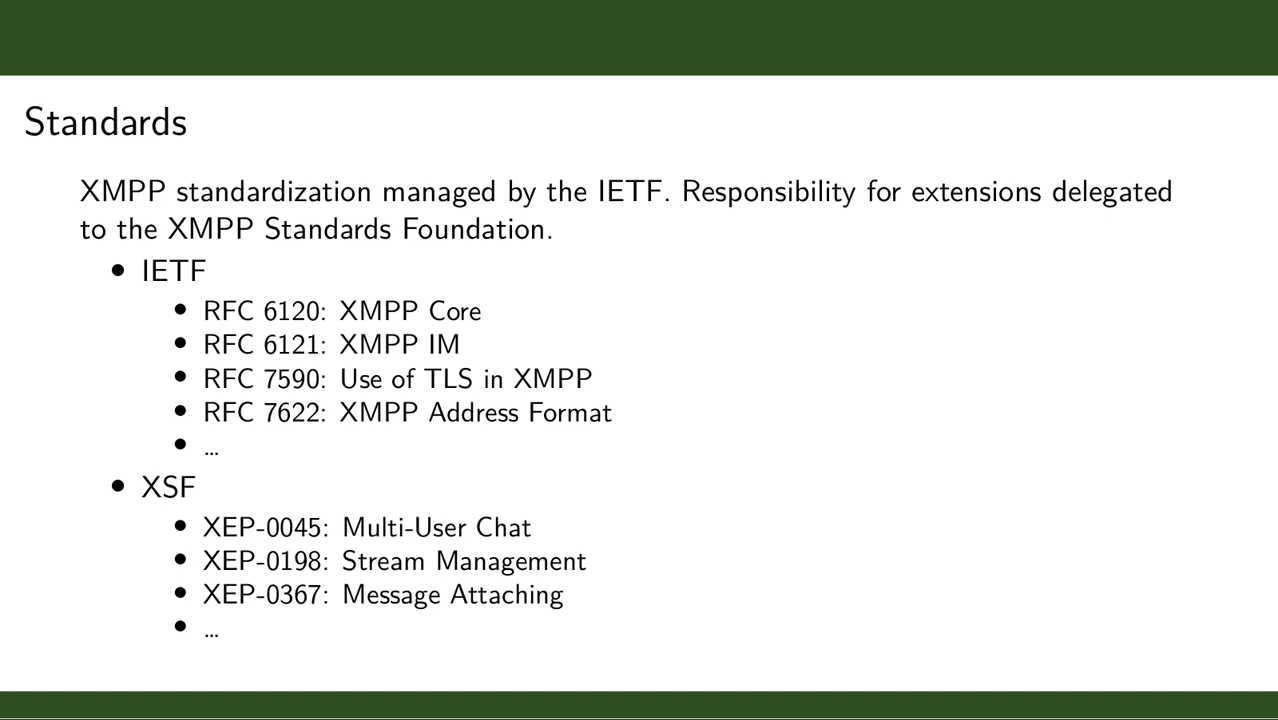 Standards
XMPP standardization managed by the IETF. Responsibility for extensions delegated
to the XMPP Standards Foundation.
• IETF
• RFC 6120: XMPP Core
• RFC 6121: XMPP IM
• RFC 7590: Use of TLS in XMPP
• RFC 7622: XMPP Address Format
• ...
• XSF
• XEP-0045: Multi-User Chat
• XEP-0198: Stream Management
• XEP-0367: Message Attaching
• ...